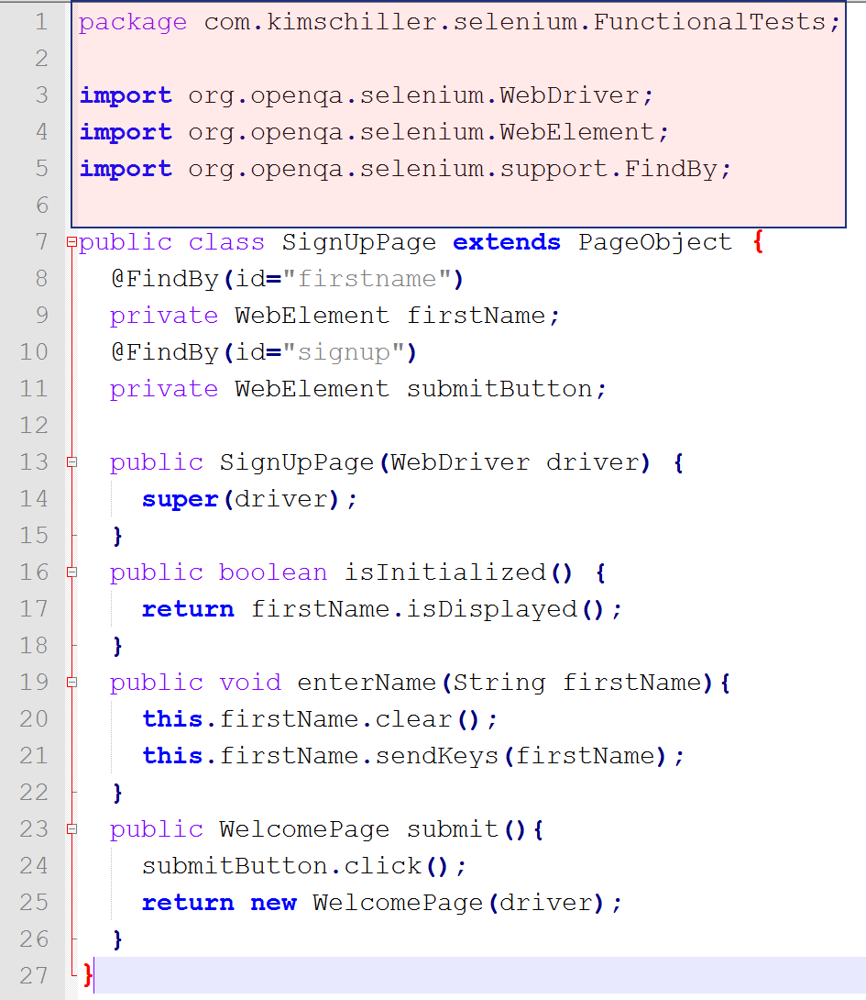 1 package com.kimschiller.selenium.FunctionalTests;
2
3 import org.openqa.selenium.WebDriver;
4 import org.openqa.selenium.WebElement;
5 import org.openqa.selenium.support.FindBy;
6
7 public class SignUpPage extends PageObject {
8   @FindBy(id="firstname")
9   private WebElement firstName;
10   @FindBy(id="signup")
11   private WebElement submitButton;
12
13   public SignUpPage(WebDriver driver) {
14     super(driver);
15   }
16   public boolean isInitialized() {
17     return firstName.isDisplayed();
18   }
19   public void enterName(String firstName){
20     this.firstName.clear();
21     this.firstName.sendKeys(firstName);
22   }
23   public WelcomePage submit(){
24     submitButton.click();
25     return new WelcomePage(driver);
26   }
27 }